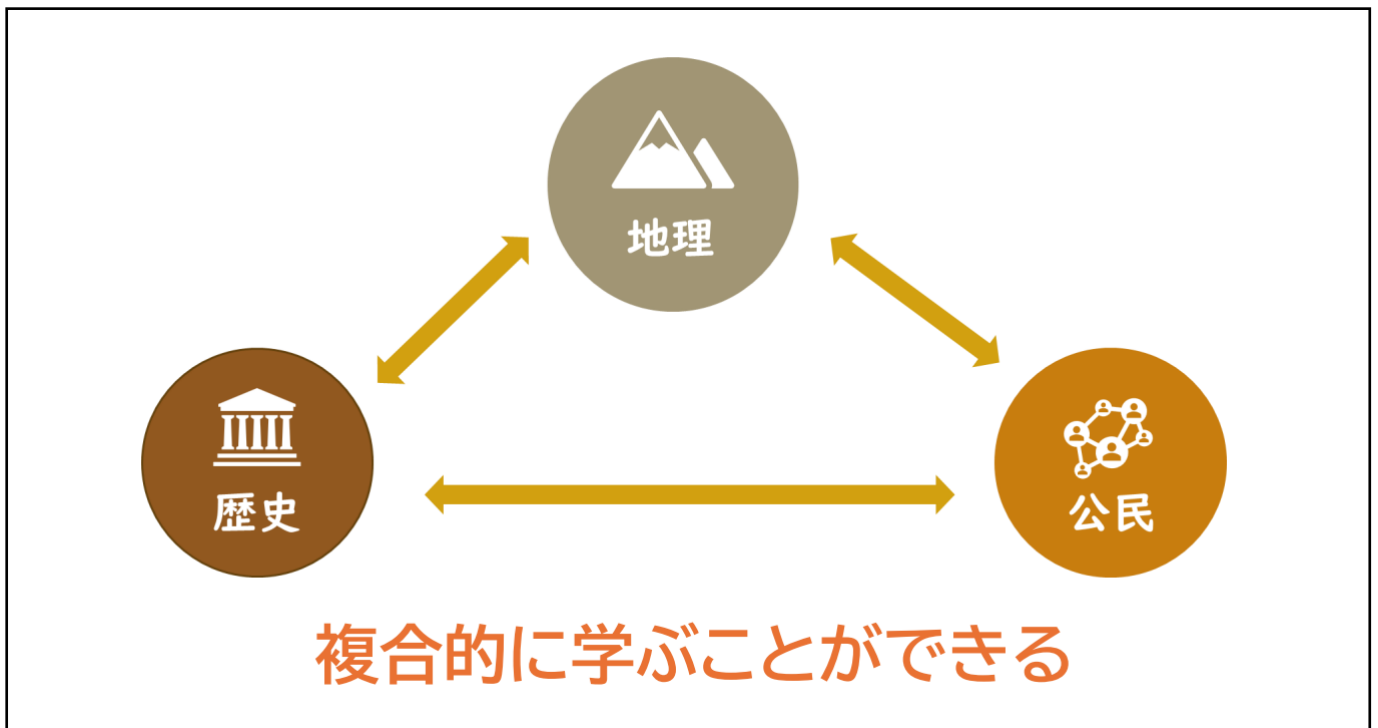 地理
歴史
公民
複合的に学ぶことができる